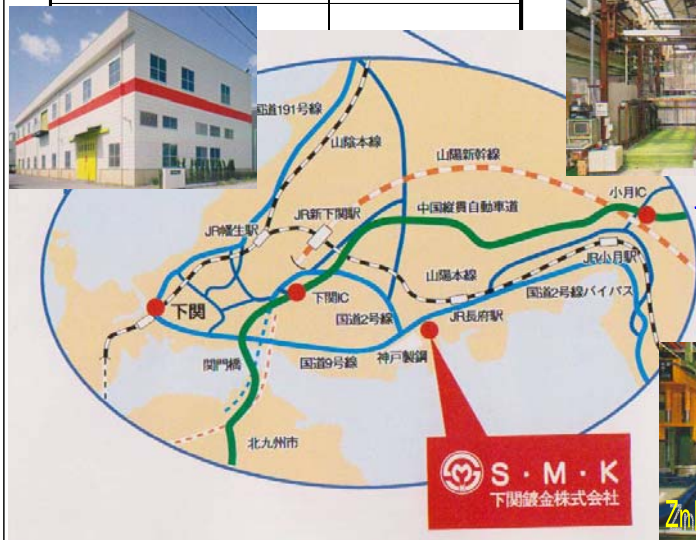 国道191号線
山陰本線
山陽新幹線
小月IC
JR新下関駅
中国縦貫自動車道
JR幡生駅
JR小月駅
山陽本線
下関
下関IC
国道2号線バイパス
国道2号線
JR長府駅
関門橋
国道9号線
神戸製鋼
北九州市
S・M・K
下関鍍金株式会社
Zn